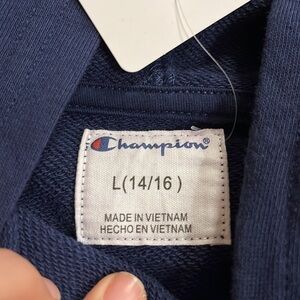 Champion®
L(14/16)
MADE IN VIETNAM
HECHO EN VIETNAM